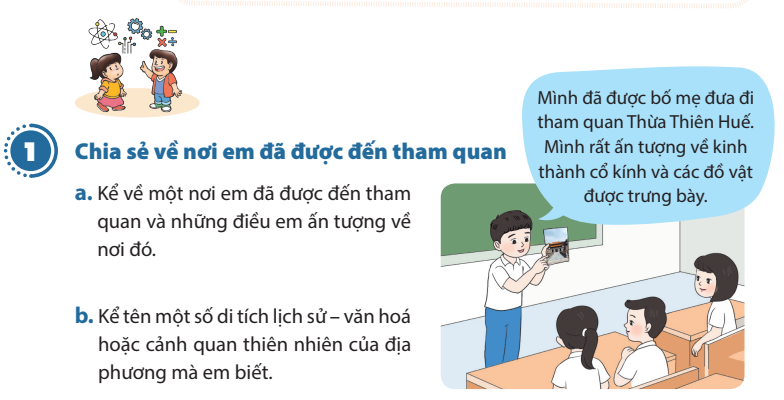 Mình đã được bố mẹ đưa đi
tham quan Thừa Thiên Huế.
Mình rất ấn tượng về kinh
thành cổ kính và các đồ vật
được trưng bày.
1 Chia sẻ về nơi em đã được đến tham quan
a. Kể về một nơi em đã được đến tham
quan và những điều em ấn tượng về
nơi đó.
b. Kể tên một số di tích lịch sử – văn hoá
hoặc cảnh quan thiên nhiên của địa
phương mà em biết.